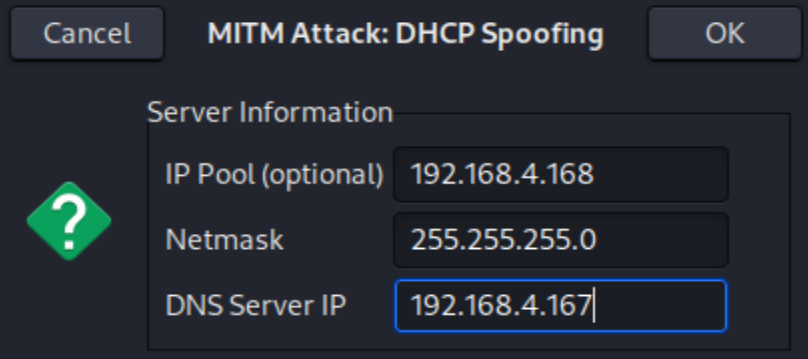 Cancel MITM Attack: DHCP Spoofing OK
Server Information
IP Pool (optional) 192.168.4.168
Netmask 255.255.255.0
DNS Server IP 192.168.4.167